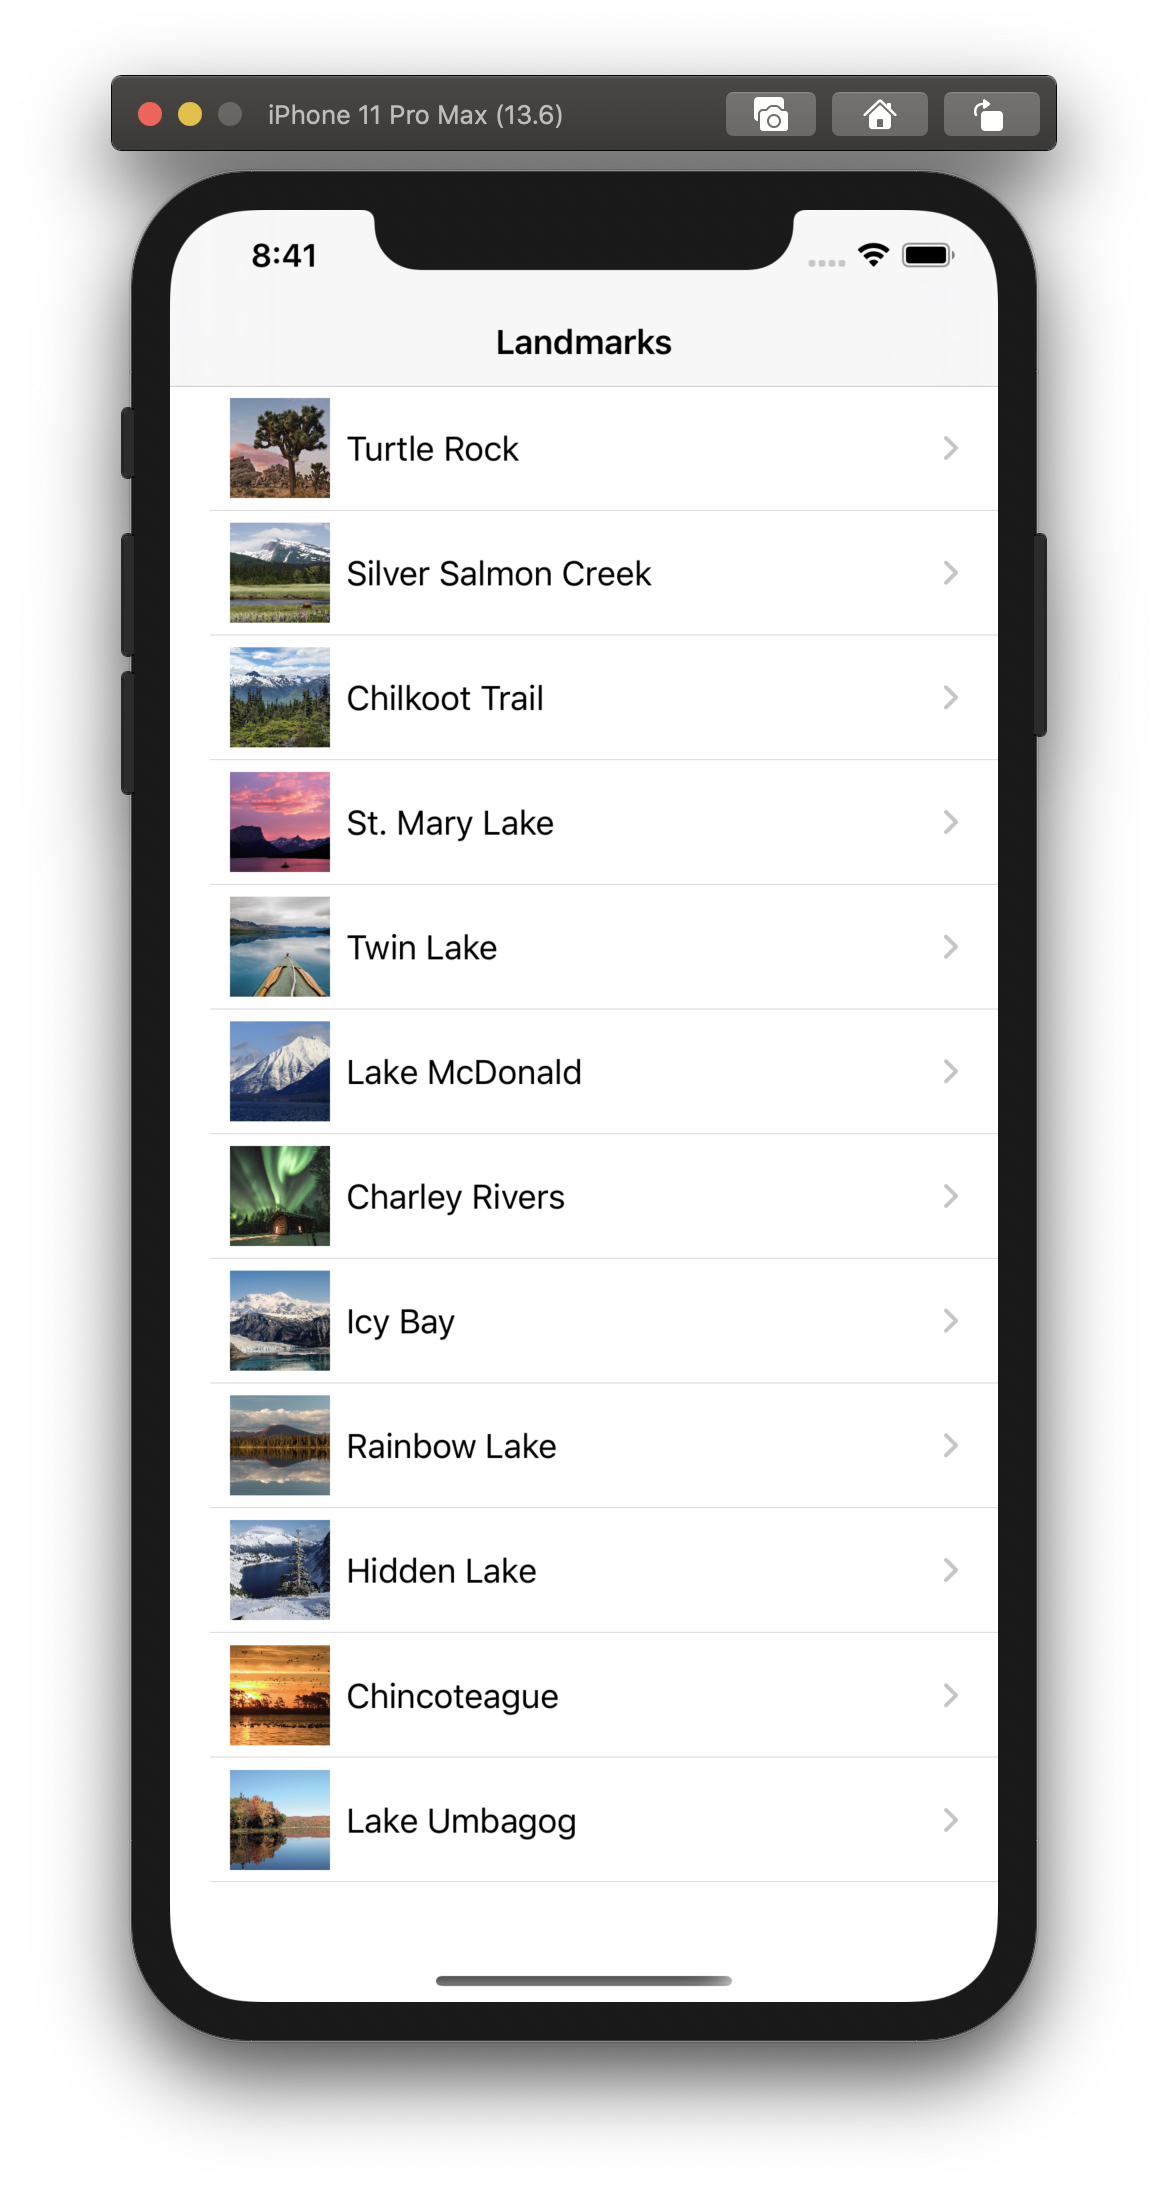 iPhone 11 Pro Max (13.6)
8:41
Landmarks
Turtle Rock
Silver Salmon Creek
Chilkoot Trail
St. Mary Lake
Twin Lake
Lake McDonald
Charley Rivers
Icy Bay
Rainbow Lake
Hidden Lake
Chincoteague
Lake Umbagog